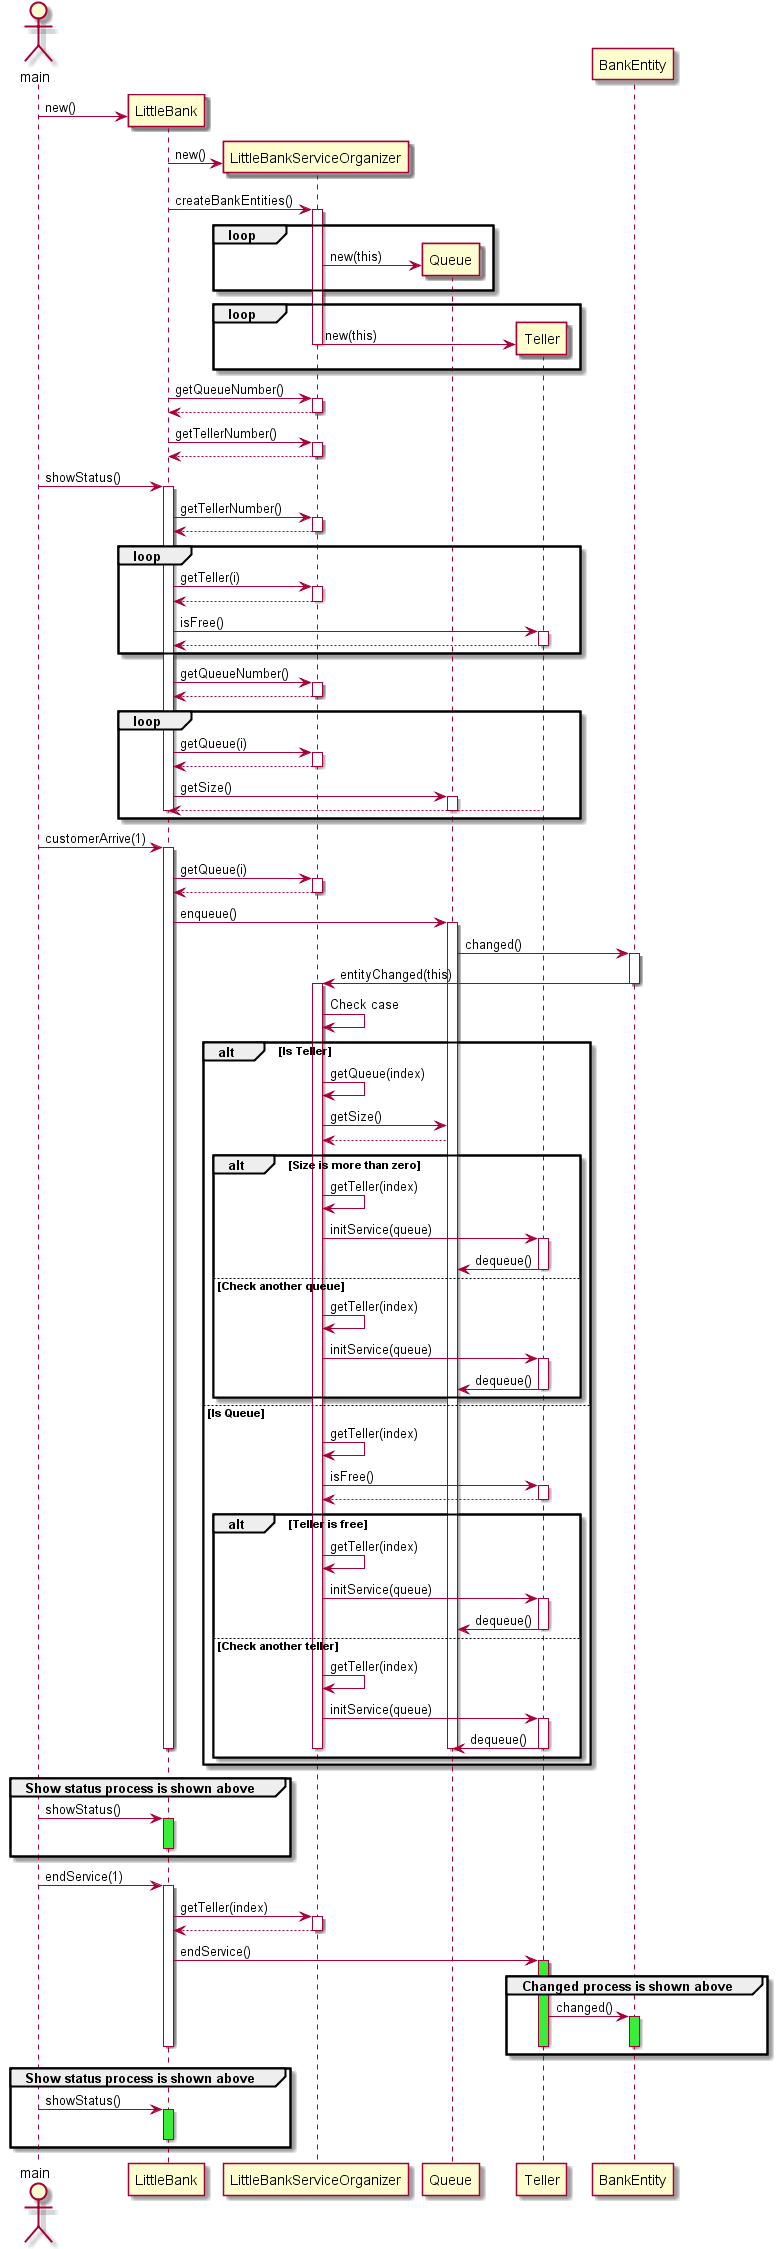 main
BankEntity
new()
LittleBank
new()
LittleBankServiceOrganizer
createBankEntities()
loop
new(this)
Queue
loop
new(this)
Teller
getQueueNumber()
getTellerNumber()
showStatus()
getTellerNumber()
loop
getTeller(i)
isFree()
getQueueNumber()
loop
getQueue(i)
getSize()
customerArrive(1)
getQueue(i)
enqueue()
changed()
entityChanged(this)
Check case
alt [Is Teller]
getQueue(index)
getSize()
alt [Size is more than zero]
getTeller(index)
initService(queue)
dequeue()
[Check another queue]
getTeller(index)
initService(queue)
dequeue()
[Is Queue]
getTeller(index)
isFree()
alt [Teller is free]
getTeller(index)
initService(queue)
dequeue()
[Check another teller]
getTeller(index)
initService(queue)
dequeue()
Show status process is shown above
showStatus()
endService(1)
getTeller(index)
endService()
Changed process is shown above
changed()
Show status process is shown above
showStatus()
main
LittleBank
LittleBankServiceOrganizer
Queue
Teller
BankEntity